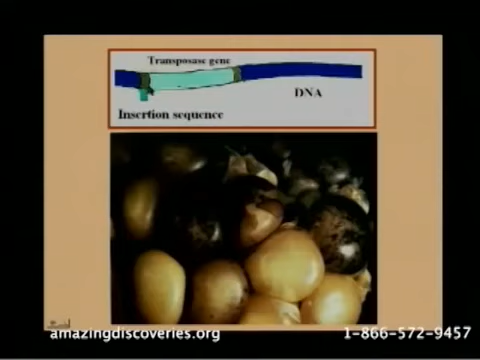 Transposase gene
DNA
Insertion sequence
amazingdiscoveries.org 1-866-572-9457